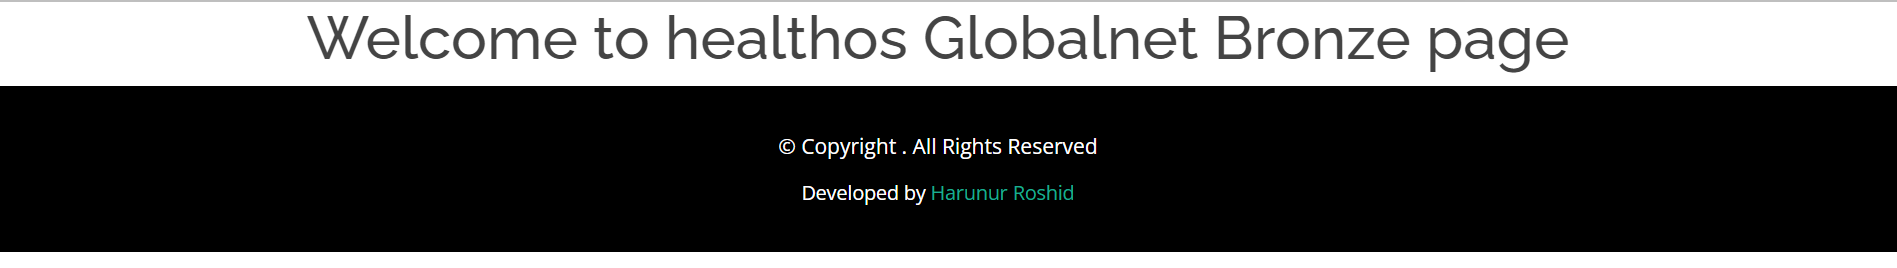 Welcome to healthos Globalnet Bronze page
© Copyright . All Rights Reserved
Developed by Harunur Roshid